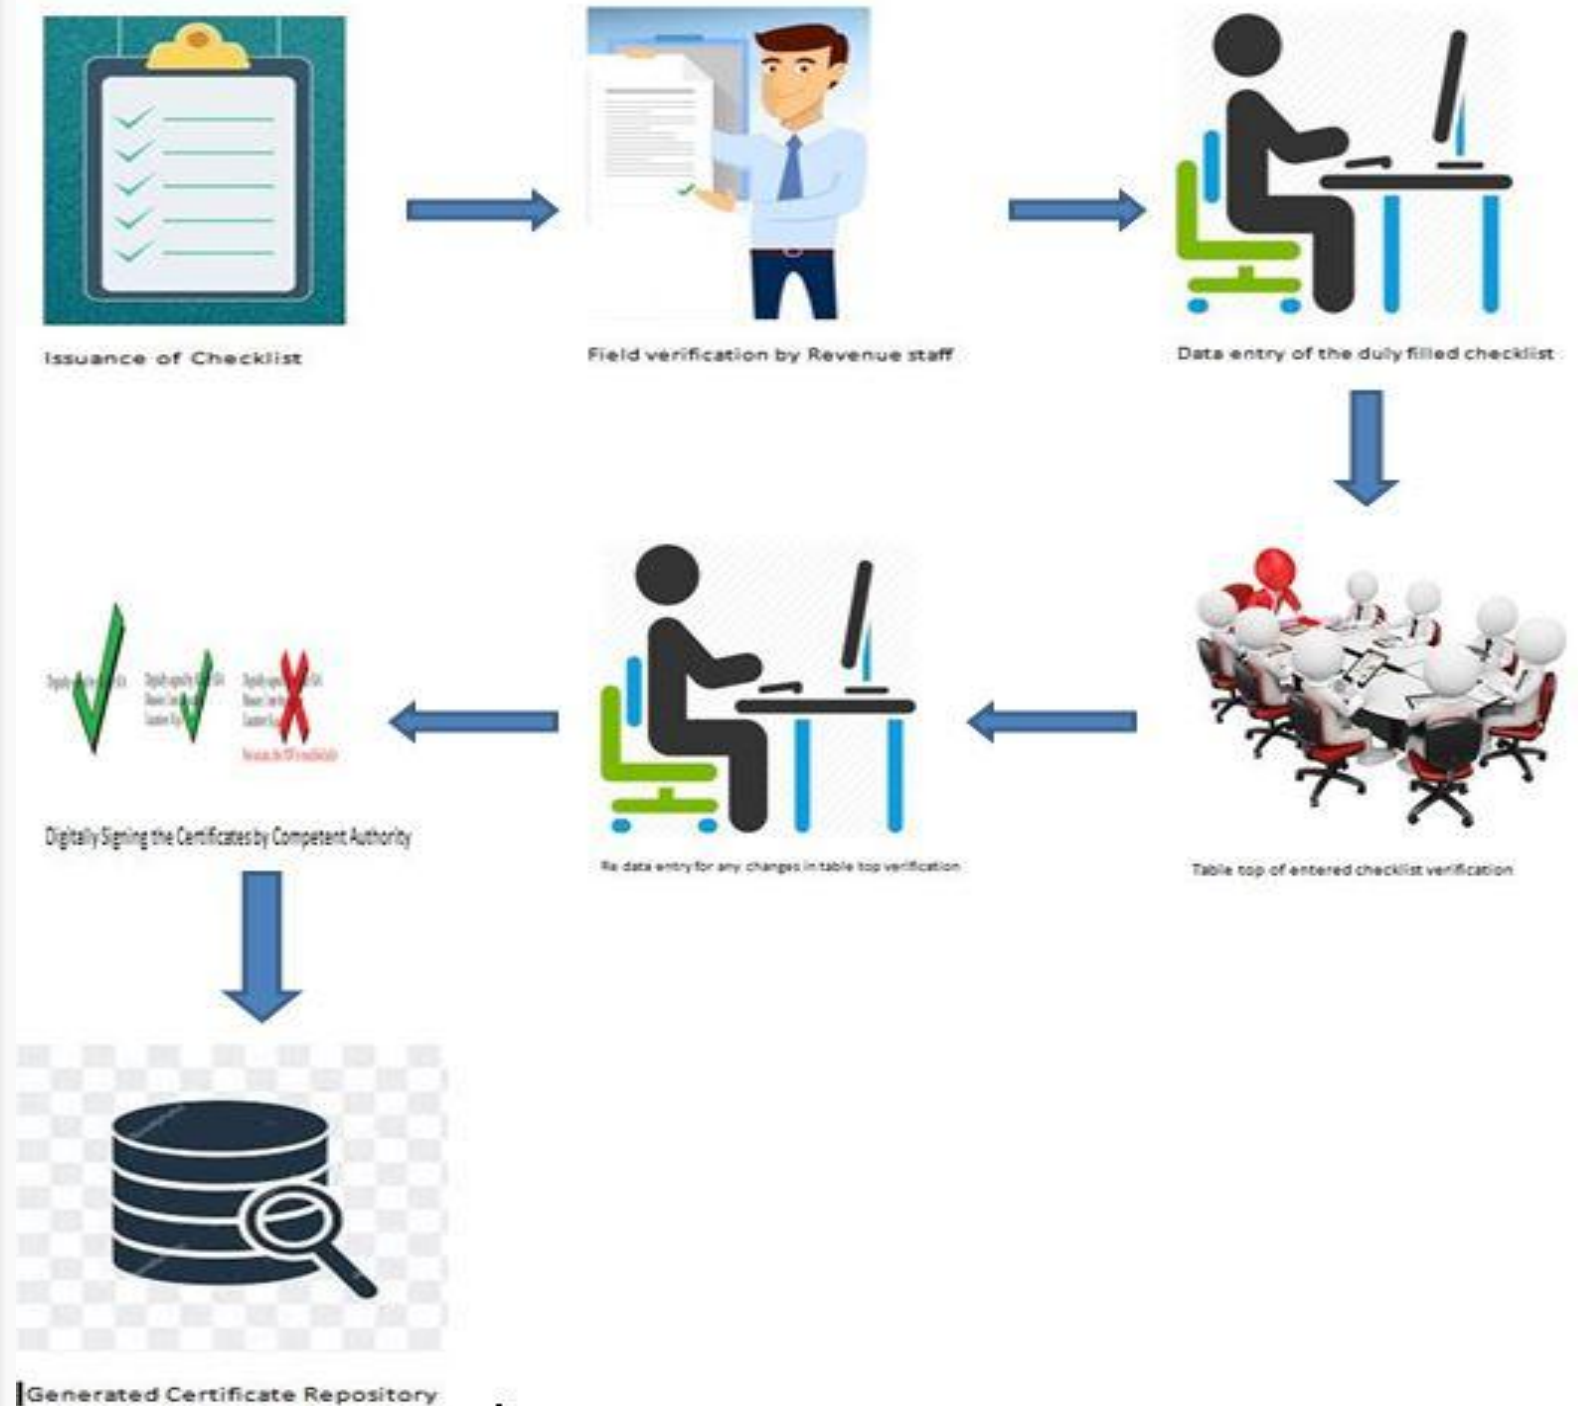 Issuance of Checklist
Field verification by Revenue staff
Data entry of the duly filled checklist
Table top of entered checklist verification
Re data entry for any changes in table top verification
Digitally Signing the Certificates by Competent Authority
Generated Certificate Repository